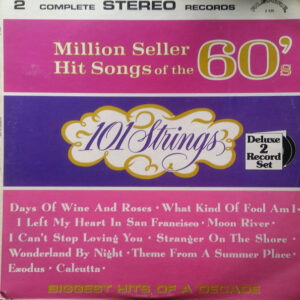 2 COMPLETE STEREO RECORDS
Million Seller
Hit Songs of the 60's
101 Strings
Deluxe
2
Record
Set
Days Of Wine And Roses · What Kind Of Fool Am I ·
I Left My Heart In San Francisco · Moon River ·
I Can't Stop Loving You · Stranger On The Shore ·
Wonderland By Night · Theme From A Summer Place ·
Exodus · Calcutta ·
BIGGEST HITS OF A DECADE